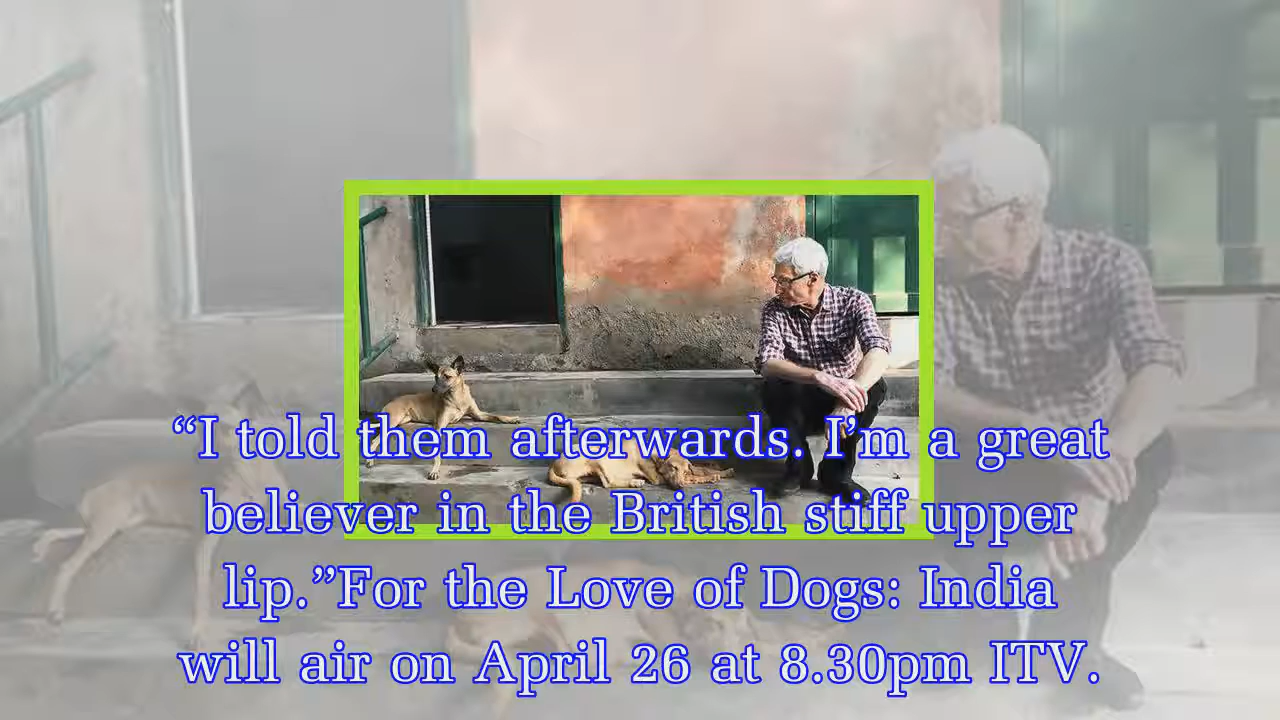 “I told them afterwards. I’m a great
believer in the British stiff upper
lip.”For the Love of Dogs: India
will air on April 26 at 8.30pm ITV.